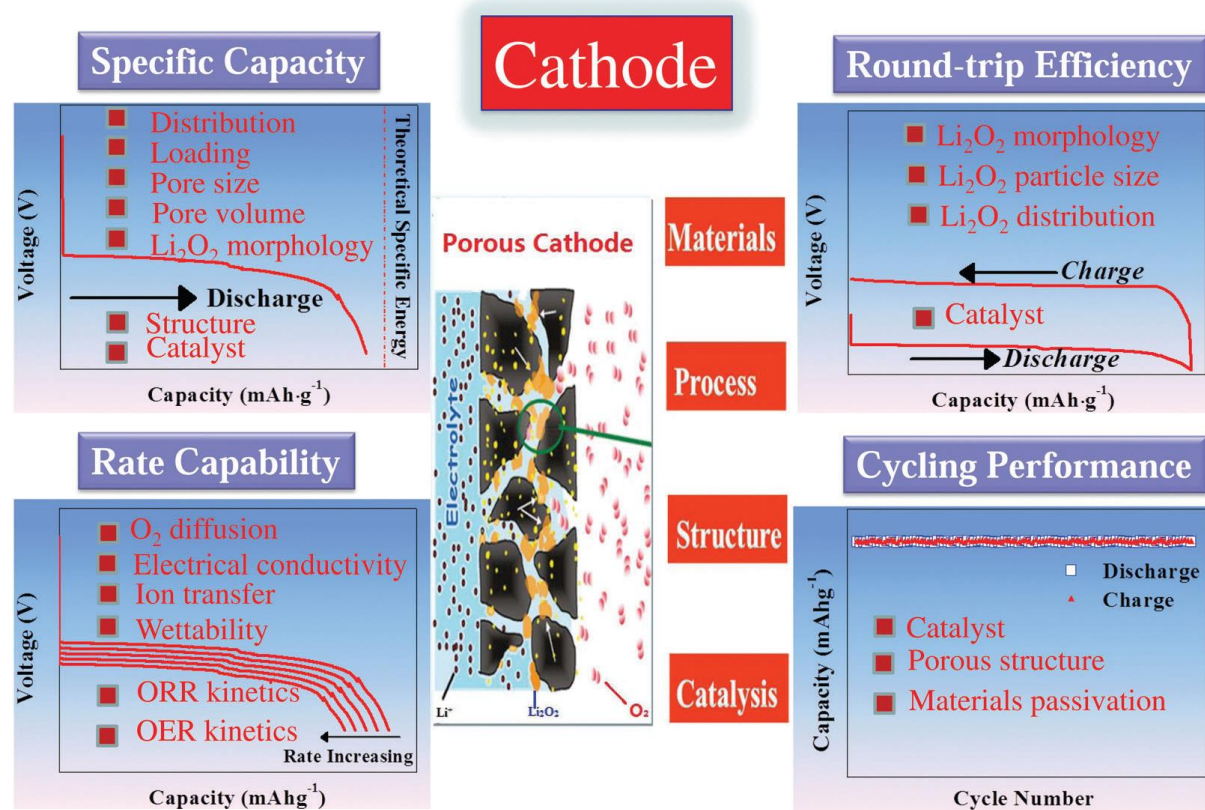 Cathode
Specific Capacity
Distribution
Loading
Pore size
Pore volume
Li₂O₂ morphology
Discharge
Structure
Catalyst
Theoretical Specific Energy
Voltage (V)
Capacity (mAh·g⁻¹)
Rate Capability
O₂ diffusion
Electrical conductivity
Ion transfer
Wettability
ORR kinetics
OER kinetics
Rate Increasing
Voltage (V)
Capacity (mAhg⁻¹)
Porous Cathode
Electrolyte
Li⁺
Li₂O₂
O₂
Materials
Process
Structure
Catalysis
Round-trip Efficiency
Li₂O₂ morphology
Li₂O₂ particle size
Li₂O₂ distribution
Charge
Catalyst
Discharge
Voltage (V)
Capacity (mAh·g⁻¹)
Cycling Performance
Discharge
Charge
Catalyst
Porous structure
Materials passivation
Capacity (mAhg⁻¹)
Cycle Number